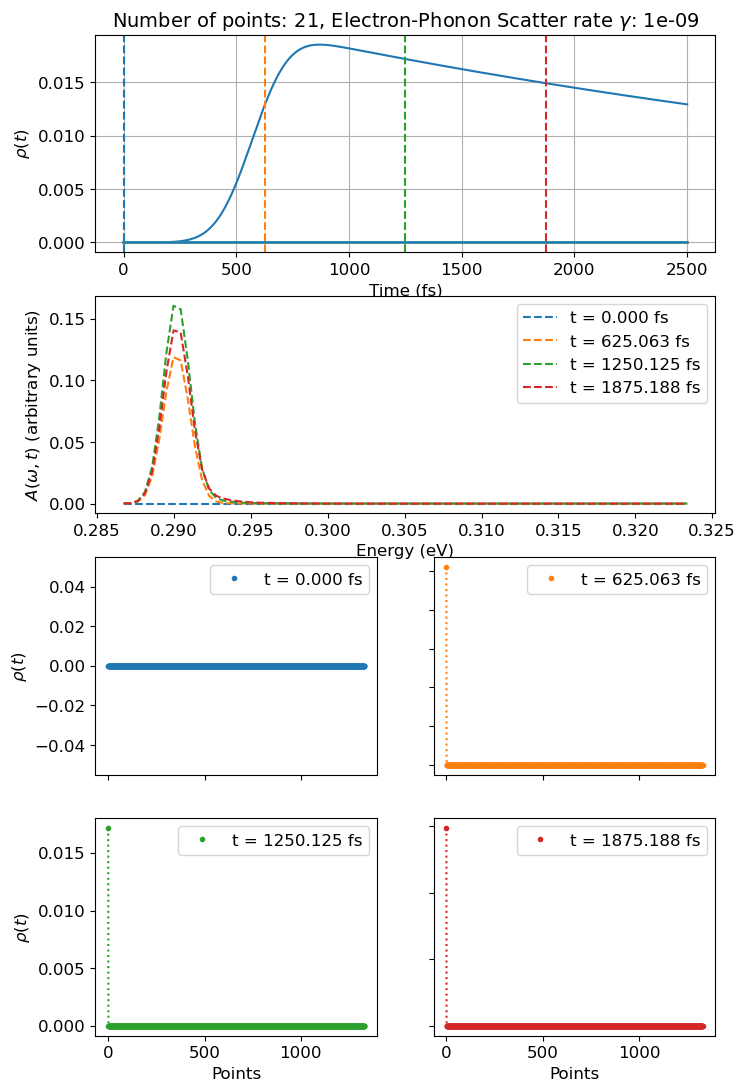 Number of points: 21, Electron-Phonon Scatter rate γ: 1e-09
ρ(t)
0.015
0.010
0.005
0.000
0 500 1000 1500 2000 2500
Time (fs)
A(ω, t) (arbitrary units)
0.15
0.10
0.05
0.00
t = 0.000 fs
t = 625.063 fs
t = 1250.125 fs
t = 1875.188 fs
0.285 0.290 0.295 0.300 0.305 0.310 0.315 0.320 0.325
Energy (eV)
ρ(t)
0.04
0.02
0.00
−0.02
−0.04
t = 0.000 fs
t = 625.063 fs
ρ(t)
0.015
0.010
0.005
0.000
t = 1250.125 fs
t = 1875.188 fs
0 500 1000
0 500 1000
Points
Points